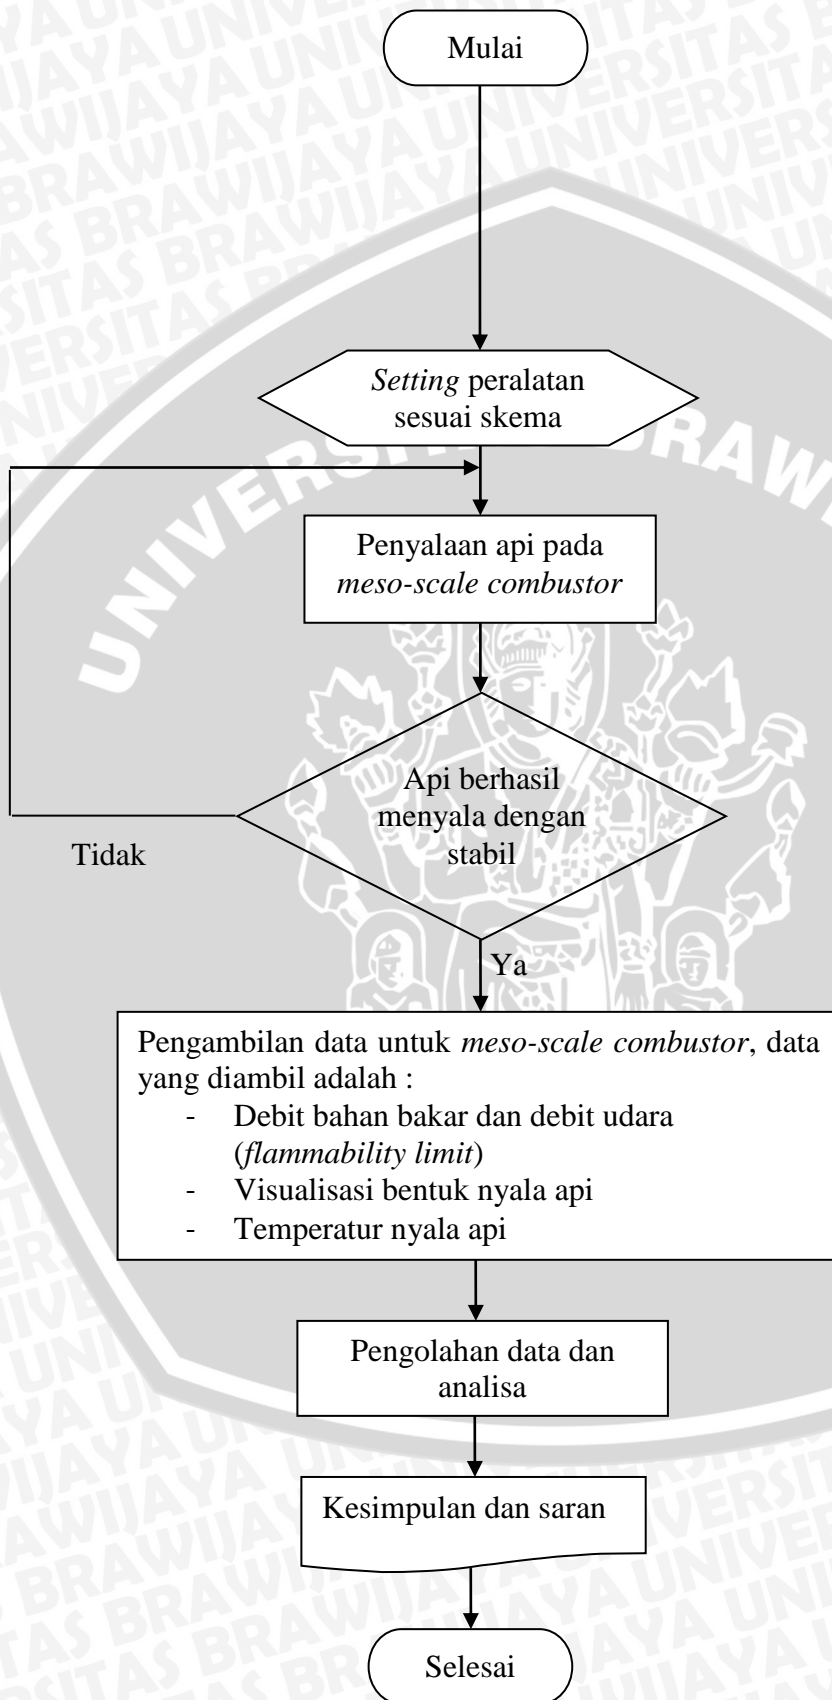 Mulai
Setting peralatan
sesuai skema
Penyalaan api pada
meso-scale combustor
Api berhasil
menyala dengan
stabil
Tidak
Ya
Pengambilan data untuk meso-scale combustor, data
yang diambil adalah :
- Debit bahan bakar dan debit udara
(flammability limit)
- Visualisasi bentuk nyala api
- Temperatur nyala api
Pengolahan data dan
analisa
Kesimpulan dan saran
Selesai